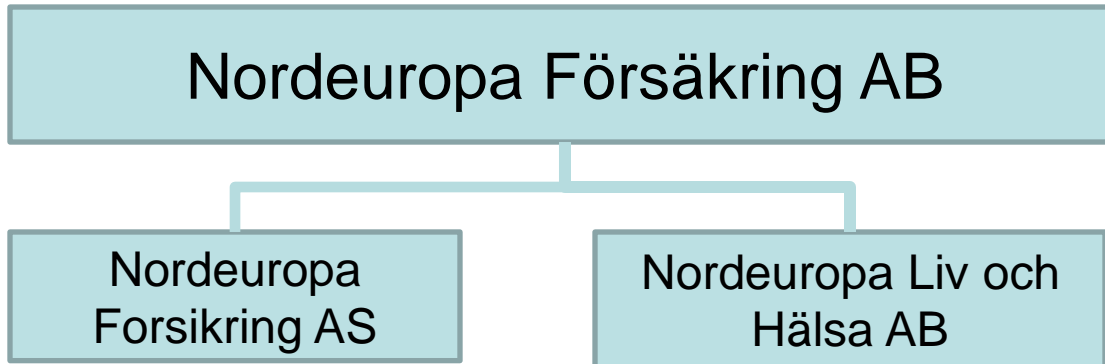 Nordeuropa Försäkring AB
Nordeuropa
Forsikring AS
Nordeuropa Liv och
Hälsa AB